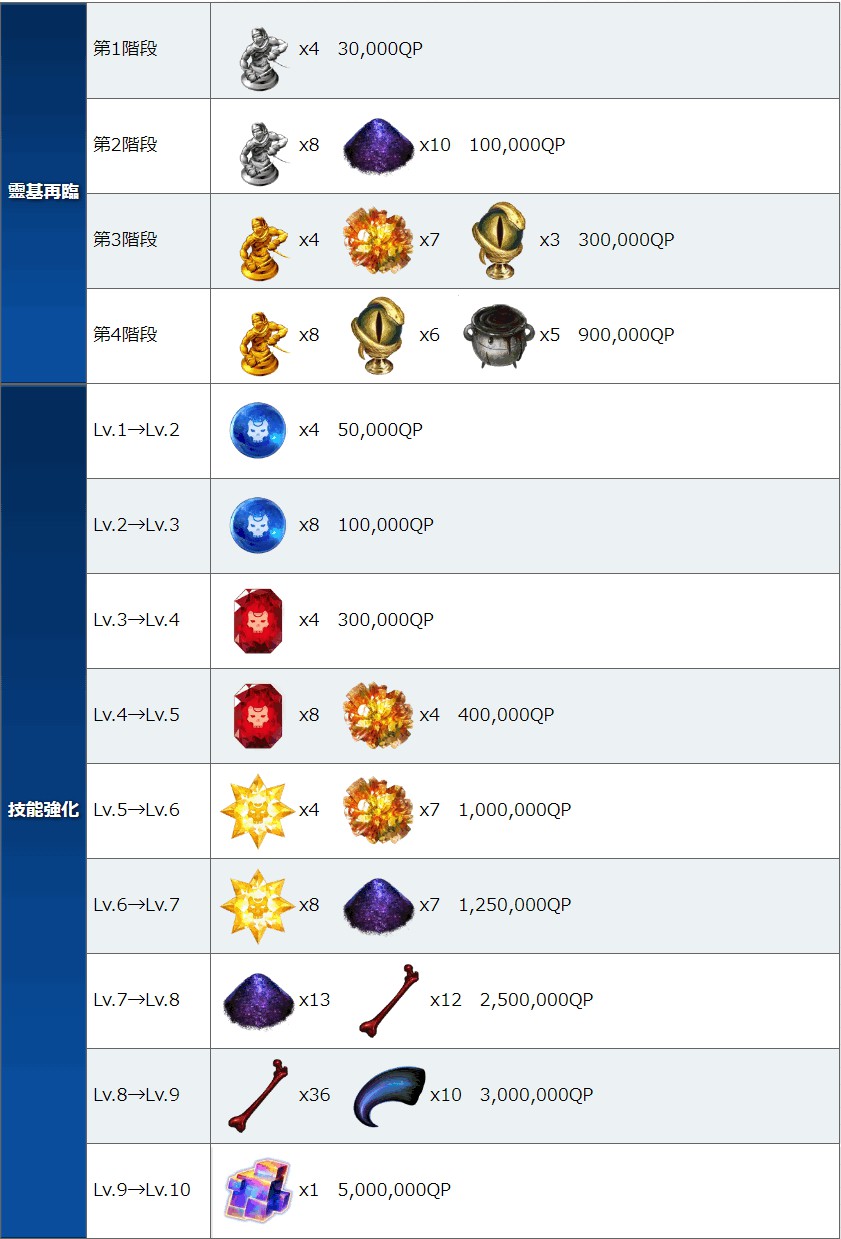 靈基再臨
第1階段 x4 30,000QP
第2階段 x8 x10 100,000QP
第3階段 x4 x7 x3 300,000QP
第4階段 x8 x6 x5 900,000QP
技能強化
Lv.1→Lv.2 x4 50,000QP
Lv.2→Lv.3 x8 100,000QP
Lv.3→Lv.4 x4 300,000QP
Lv.4→Lv.5 x8 x4 400,000QP
Lv.5→Lv.6 x4 x7 1,000,000QP
Lv.6→Lv.7 x8 x7 1,250,000QP
Lv.7→Lv.8 x13 x12 2,500,000QP
Lv.8→Lv.9 x36 x10 3,000,000QP
Lv.9→Lv.10 x1 5,000,000QP